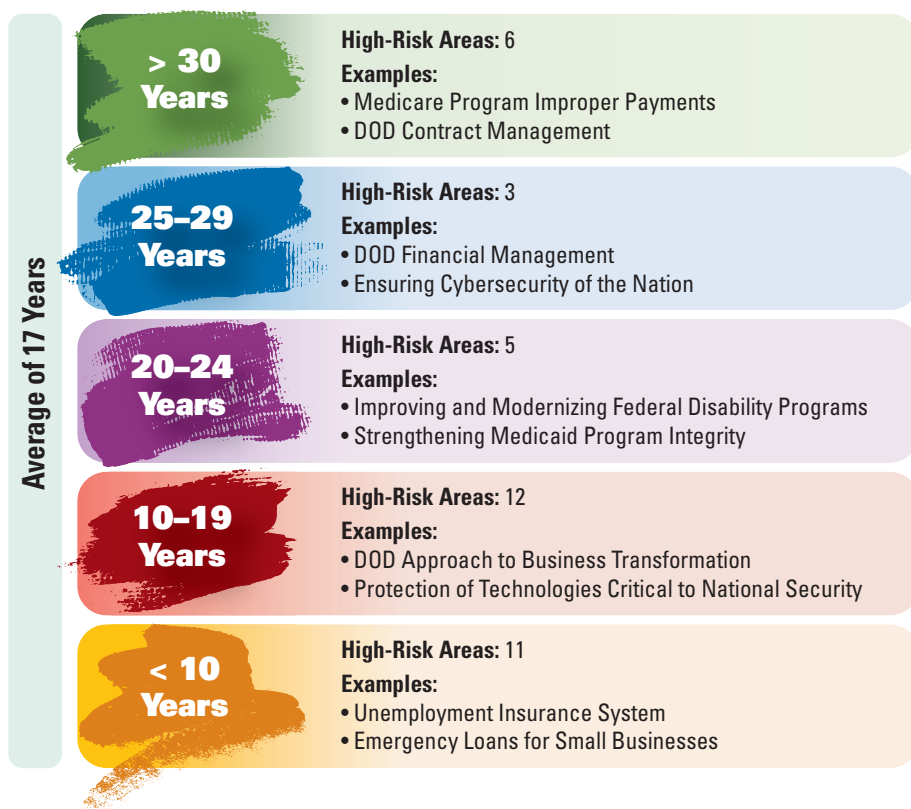 Average of 17 Years
> 30
Years
High-Risk Areas: 6
Examples:
• Medicare Program Improper Payments
• DOD Contract Management
25–29
Years
High-Risk Areas: 3
Examples:
• DOD Financial Management
• Ensuring Cybersecurity of the Nation
20–24
Years
High-Risk Areas: 5
Examples:
• Improving and Modernizing Federal Disability Programs
• Strengthening Medicaid Program Integrity
10–19
Years
High-Risk Areas: 12
Examples:
• DOD Approach to Business Transformation
• Protection of Technologies Critical to National Security
< 10
Years
High-Risk Areas: 11
Examples:
• Unemployment Insurance System
• Emergency Loans for Small Businesses